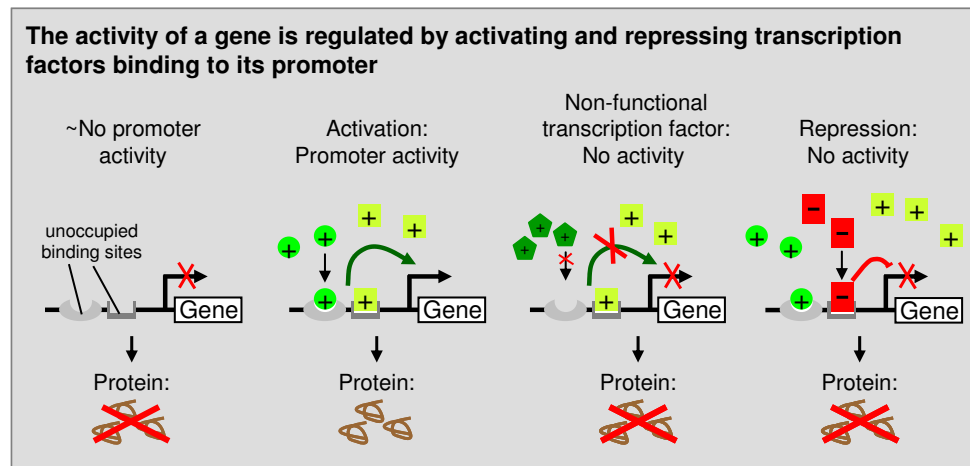 The activity of a gene is regulated by activating and repressing transcription
factors binding to its promoter
~No promoter
activity
Activation:
Promoter activity
Non-functional
transcription factor:
No activity
Repression:
No activity
unoccupied
binding sites
+
+
+
+
+
+
+
+
+
+
+
+
+
-
-
-
+
+
+
+
+
+
Gene
Gene
Gene
Gene
Protein:
Protein:
Protein:
Protein: